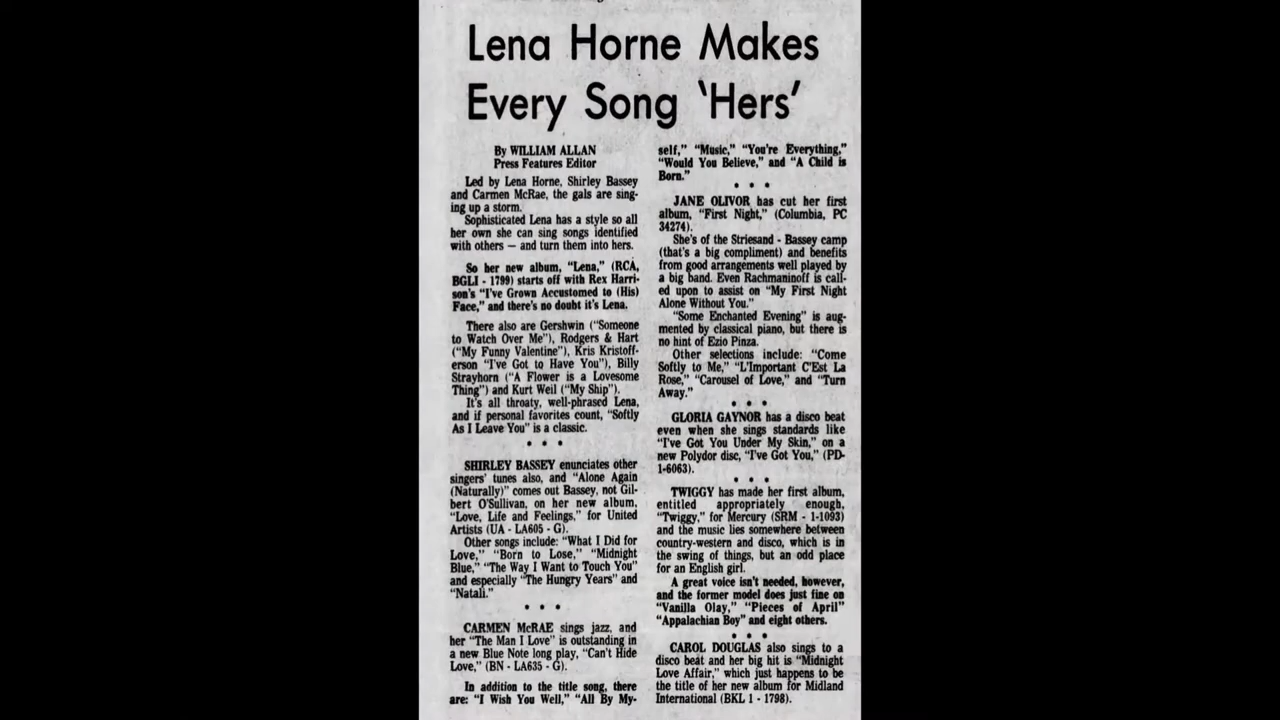 Lena Horne Makes
Every Song 'Hers'
By WILLIAM ALLAN
Press Features Editor
Led by Lena Horne, Shirley Bassey
and Carmen McRae, the gals are sing-
ing up a storm.
Sophisticated Lena has a style so all
her own she can sing songs identified
with others — and turn them into hers.
So her new album, "Lena," (RCA,
BGLI - 1799) starts off with Rex Harri-
son's "I've Grown Accustomed to (His)
Face," and there's no doubt it's Lena.
There also are Gershwin ("Someone
to Watch Over Me"), Rodgers & Hart
("My Funny Valentine"), Kris Kristoff-
erson "I've Got to Have You"), Billy
Strayhorn ("A Flower is a Lovesome
Thing") and Kurt Weil ("My Ship").
It's all throaty, well-phrased Lena,
and if personal favorites count, "Softly
As I Leave You" is a classic.
• • •
SHIRLEY BASSEY enunciates other
singers' tunes also, and "Alone Again
(Naturally)" comes out Bassey, not Gil-
bert O'Sullivan, on her new album,
"Love, Life and Feelings," for United
Artists (UA - LA605 - G).
Other songs include: "What I Did for
Love," "Born to Lose," "Midnight
Blue," "The Way I Want to Touch You"
and especially "The Hungry Years" and
"Natali."
• • •
CARMEN McRAE sings jazz, and
her "The Man I Love" is outstanding in
a new Blue Note long play, "Can't Hide
Love," (BN - LA635 - G).
In addition to the title song, there
are: "I Wish You Well," "All By My-
self," "Music," "You're Everything,"
"Would You Believe," and "A Child is
Born."
• • •
JANE OLIVOR has cut her first
album, "First Night," (Columbia, PC
34274).
She's of the Striesand - Bassey camp
(that's a big compliment) and benefits
from good arrangements well played by
a big band. Even Rachmaninoff is call-
ed upon to assist on "My First Night
Alone Without You."
"Some Enchanted Evening" is aug-
mented by classical piano, but there is
no hint of Ezio Pinza.
Other selections include: "Come
Softly to Me," "L'Important C'Est La
Rose," "Carousel of Love," and "Turn
Away."
• • •
GLORIA GAYNOR has a disco beat
even when she sings standards like
"I've Got You Under My Skin," on a
new Polydor disc, "I've Got You," (PD-
1-6063).
• • •
TWIGGY has made her first album,
entitled appropriately enough,
"Twiggy," for Mercury (SRM - 1-1093)
and the music lies somewhere between
country-western and disco, which is in
the swing of things, but an odd place
for an English girl.
A great voice isn't needed, however,
and the former model does just fine on
"Vanilla Olay," "Pieces of April"
"Appalachian Boy" and eight others.
• • •
CAROL DOUGLAS also sings to a
disco beat and her big hit is "Midnight
Love Affair," which just happens to be
the title of her new album for Midland
International (BKL 1 - 1798).